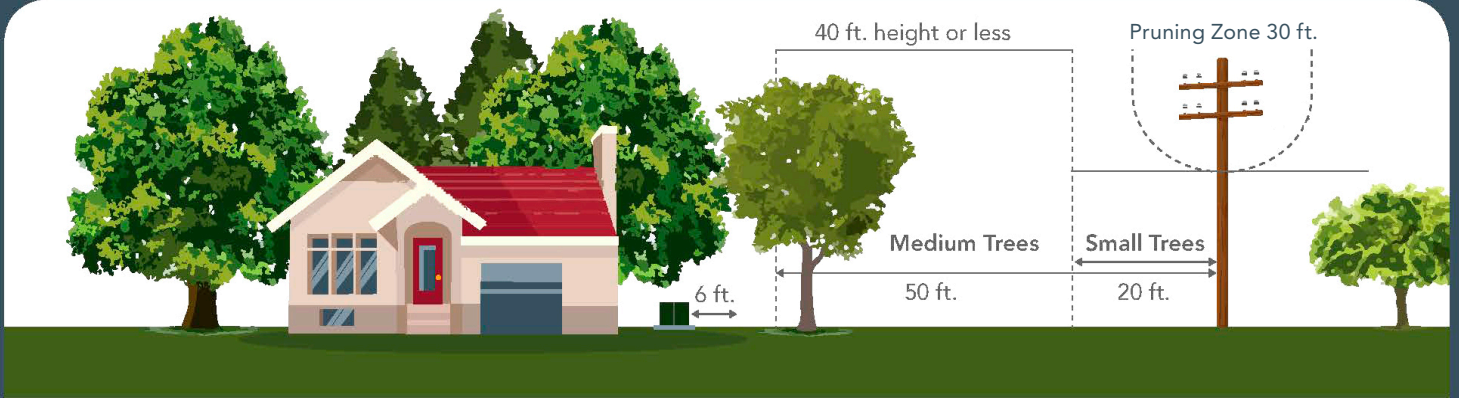 40 ft. height or less
Pruning Zone 30 ft.
Medium Trees
Small Trees
6 ft.
50 ft.
20 ft.